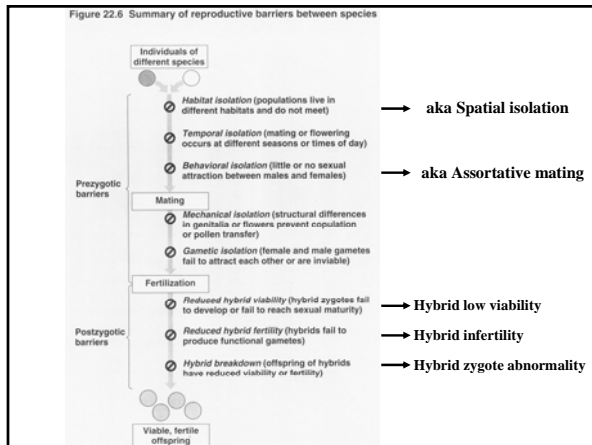 Figure 22.6 Summary of reproductive barriers between species
Individuals of
different species
Habitat isolation (populations live in
different habitats and do not meet)
aka Spatial isolation
Temporal isolation (mating or flowering
occurs at different seasons or times of day)
Behavioral isolation (little or no sexual
attraction between males and females)
aka Assortative mating
Prezygotic
barriers
Mating
Mechanical isolation (structural differences
in genitalia or flowers prevent copulation
or pollen transfer)
Gametic isolation (female and male gametes
fail to attract each other or are inviable)
Fertilization
Reduced hybrid viability (hybrid zygotes fail
to develop or fail to reach sexual maturity)
Hybrid low viability
Postzygotic
barriers
Reduced hybrid fertility (hybrids fail to
produce functional gametes)
Hybrid infertility
Hybrid breakdown (offspring of hybrids
have reduced viability or fertility)
Hybrid zygote abnormality
Viable, fertile
offspring